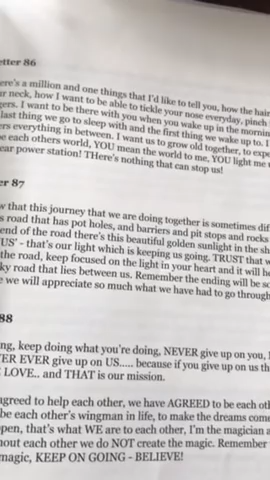 etter 86
ere's a million and one things that I'd like to tell you, how the hair
ur neck, how I want to be able to tickle your nose everyday, pinch
gers. I want to be there with you when you wake up in the mornin
last thing we go to sleep with and the first thing we wake up to. I
ers everything in between. I want us to grow old together, to expe
be each others world, YOU mean the world to me, YOU light me
ear power station! THere's nothing that can stop us!
er 87
w that this journey that we are doing together is sometimes dif
s road that has pot holes, and barriers and pit stops and rocks
end of the road there's this beautiful golden sunlight in the sh
US' - that's our light which is keeping us going. TRUST that w
the road, keep focused on the light in your heart and it will he
ky road that lies between us. Remember the ending will be so
e we will appreciate so much what we have had to go through
88
ng, keep doing what you're doing, NEVER give up on you,
ER EVER give up on US..... because if you give up on us th
LOVE.. and THAT is our mission.
agreed to help each other, we have AGREED to be each oth
be each other's wingman in life, to make the dreams come
pen, that's what WE are to each other, I'm the magician a
hout each other we do NOT create the magic. Remember
magic, KEEP ON GOING - BELIEVE!